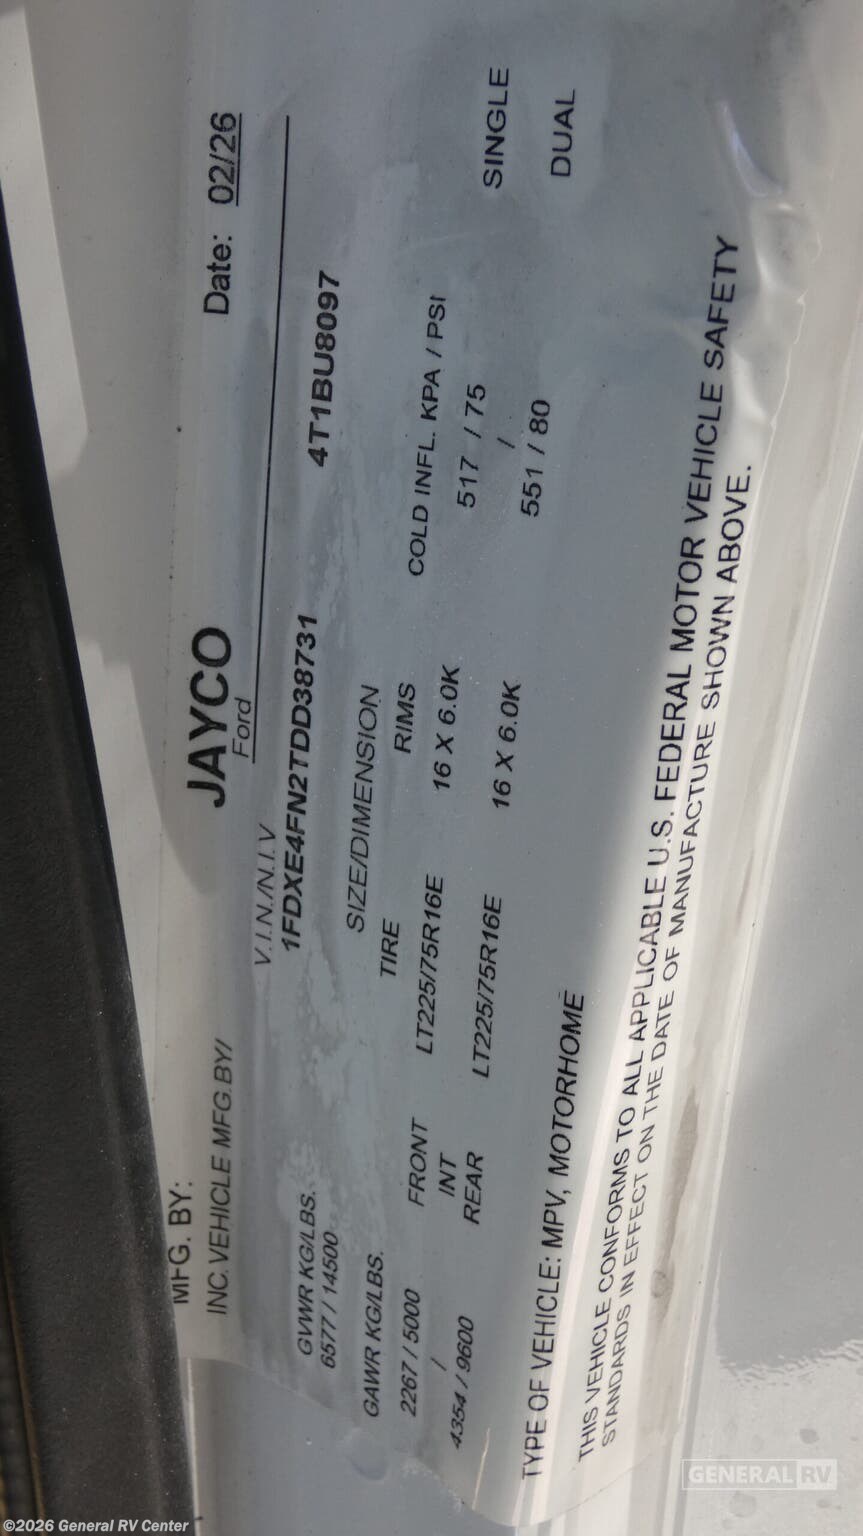 MFG. BY: JAYCO Date: 02/26
INC.VEHICLE MFG.BY/ Ford
V.I.N./N.I.V
1FDXE4FN2TDD38731 4T1BU8097
GVWR KG/LBS.
6577 / 14500
SIZE/DIMENSION
GAWR KG/LBS. TIRE RIMS COLD INFL. KPA / PSI
2267 / 5000 FRONT LT225/75R16E 16 X 6.0K 517 / 75 SINGLE
/ INT /
4354 / 9600 REAR LT225/75R16E 16 X 6.0K 551 / 80 DUAL
TYPE OF VEHICLE: MPV, MOTORHOME
THIS VEHICLE CONFORMS TO ALL APPLICABLE U.S. FEDERAL MOTOR VEHICLE SAFETY
STANDARDS IN EFFECT ON THE DATE OF MANUFACTURE SHOWN ABOVE.
GENERAL RV
©2026 General RV Center